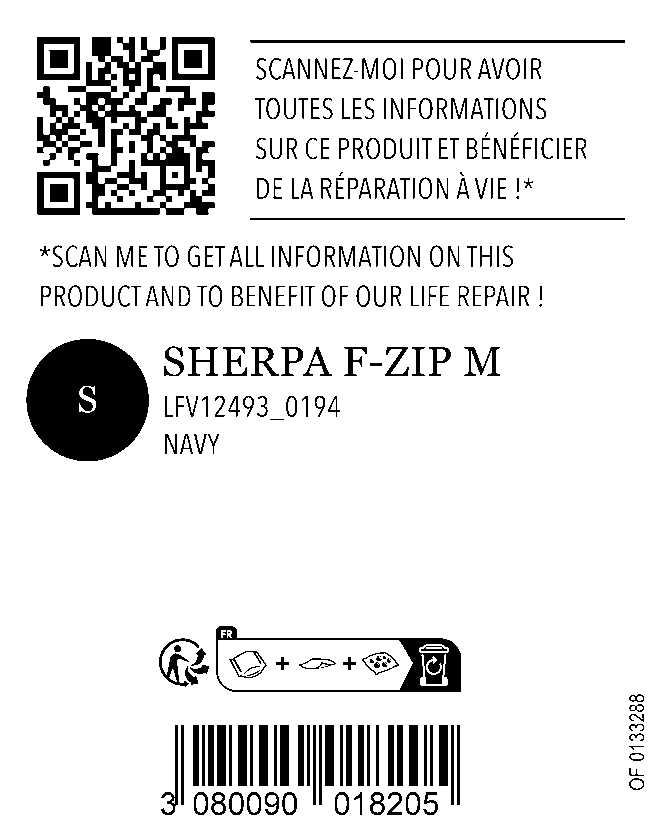 SCANNEZ-MOI POUR AVOIR
TOUTES LES INFORMATIONS
SUR CE PRODUIT ET BÉNÉFICIER
DE LA RÉPARATION À VIE !*
*SCAN ME TO GET ALL INFORMATION ON THIS
PRODUCT AND TO BENEFIT OF OUR LIFE REPAIR !
S
SHERPA F-ZIP M
LFV12493_0194
NAVY
FR
3 080090 018205
OF 0133288